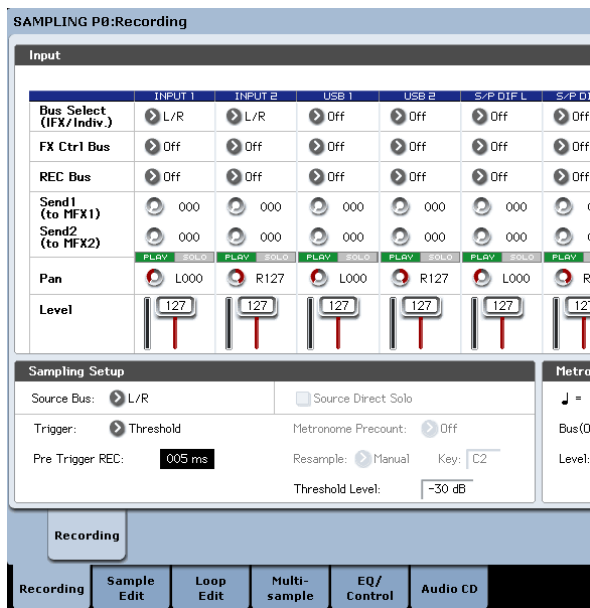 SAMPLING P0:Recording
Input
INPUT 1 INPUT 2 USB 1 USB 2 S/P DIF L S/P DI
Bus Select (IFX/Indiv.) L/R L/R Off Off Off Off
FX Ctrl Bus Off Off Off Off Off Off
REC Bus Off Off Off Off Off Off
Send1 (to MFX1) 000 000 000 000 000
Send2 (to MFX2) 000 000 000 000 000
PLAY SOLO PLAY SOLO PLAY SOLO PLAY SOLO PLAY SOLO PLAY
Pan L000 R127 L000 R127 L000 R
Level 127 127 127 127 127 12
Sampling Setup
Source Bus: L/R Source Direct Solo
Trigger: Threshold Metronome Precount: Off
Pre Trigger REC: 005 ms Resample: Manual Key: C2
Threshold Level: -30 dB
Metro
♩ =
Bus(O
Level:
Recording
Recording Sample Edit Loop Edit Multi-sample EQ/Control Audio CD